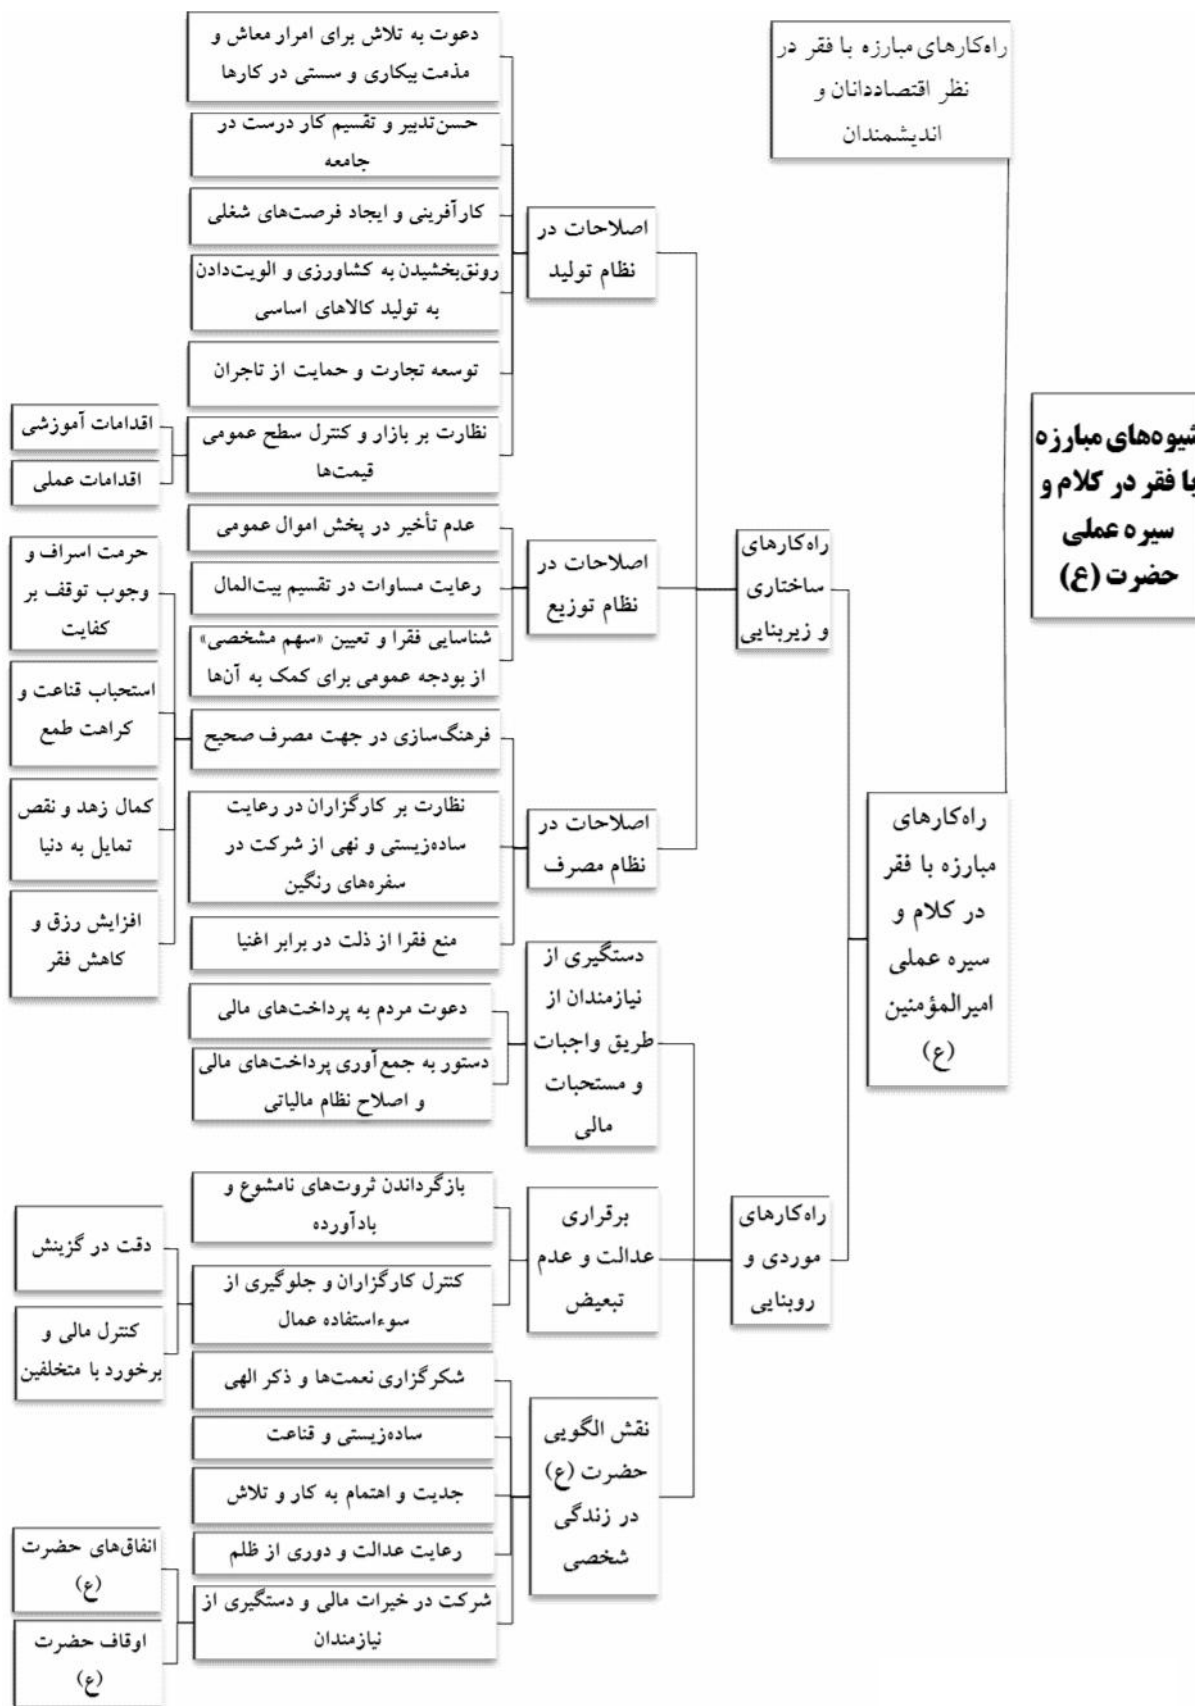 شیوه‌های مبارزه
با فقر در کلام و
سیره عملی
حضرت (ع)
راه‌کارهای مبارزه با فقر در
نظر اقتصاددانان و
اندیشمندان
راه‌کارهای
مبارزه با فقر
در کلام و
سیره عملی
امیرالمؤمنین
(ع)
راه‌کارهای
ساختاری
و زیربنایی
اصلاحات در
نظام تولید
دعوت به تلاش برای امرار معاش و
مذمت بیکاری و سستی در کارها
حسن‌تدبیر و تقسیم کار درست در
جامعه
کارآفرینی و ایجاد فرصت‌های شغلی
رونق‌بخشیدن به کشاورزی و الویت‌دادن
به تولید کالاهای اساسی
توسعه تجارت و حمایت از تاجران
نظارت بر بازار و کنترل سطح عمومی
قیمت‌ها
اقدامات آموزشی
اقدامات عملی
اصلاحات در
نظام توزیع
عدم تأخیر در پخش اموال عمومی
رعایت مساوات در تقسیم بیت‌المال
شناسایی فقرا و تعیین «سهم مشخصی»
از بودجه عمومی برای کمک به آن‌ها
اصلاحات در
نظام مصرف
فرهنگ‌سازی در جهت مصرف صحیح
حرمت اسراف و
وجوب توقف بر
کفایت
استحباب قناعت و
کراهت طمع
کمال زهد و نقص
تمایل به دنیا
افزایش رزق و
کاهش فقر
نظارت بر کارگزاران در رعایت
ساده‌زیستی و نهی از شرکت در
سفره‌های رنگین
منع فقرا از ذلت در برابر اغنیا
راه‌کارهای
موردی و
روبنایی
دستگیری از
نیازمندان از
طریق واجبات
و مستحبات
مالی
دعوت مردم به پرداخت‌های مالی
دستور به جمع‌آوری پرداخت‌های مالی
و اصلاح نظام مالیاتی
برقراری
عدالت و عدم
تبعیض
بازگرداندن ثروت‌های نامشوع و
بادآورده
کنترل کارگزاران و جلوگیری از
سوءاستفاده عمال
دقت در گزینش
کنترل مالی و
برخورد با متخلفین
نقش الگویی
حضرت (ع)
در زندگی
شخصی
شکرگزاری نعمت‌ها و ذکر الهی
ساده‌زیستی و قناعت
جدیت و اهتمام به کار و تلاش
رعایت عدالت و دوری از ظلم
شرکت در خیرات مالی و دستگیری از
نیازمندان
انفاق‌های حضرت
(ع)
اوقاف حضرت
(ع)